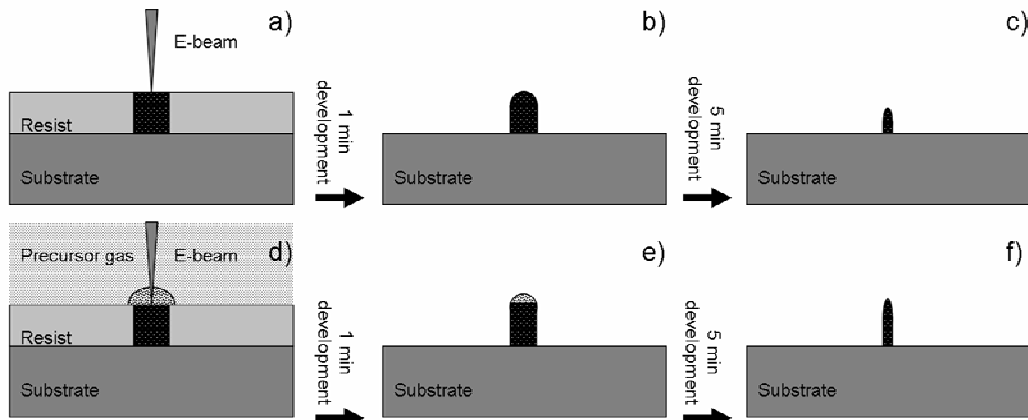 a)
E-beam
Resist
Substrate
1 min
development
b)
Substrate
5 min
development
c)
Substrate
d)
Precursor gas
E-beam
Resist
Substrate
1 min
development
e)
Substrate
5 min
development
f)
Substrate